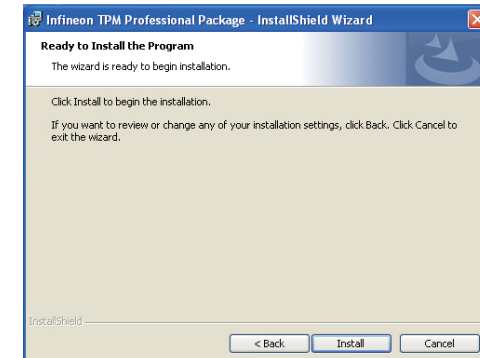 Infineon TPM Professional Package - InstallShield Wizard
Ready to Install the Program
The wizard is ready to begin installation.
Click Install to begin the installation.
If you want to review or change any of your installation settings, click Back. Click Cancel to
exit the wizard.
InstallShield
< Back Install Cancel